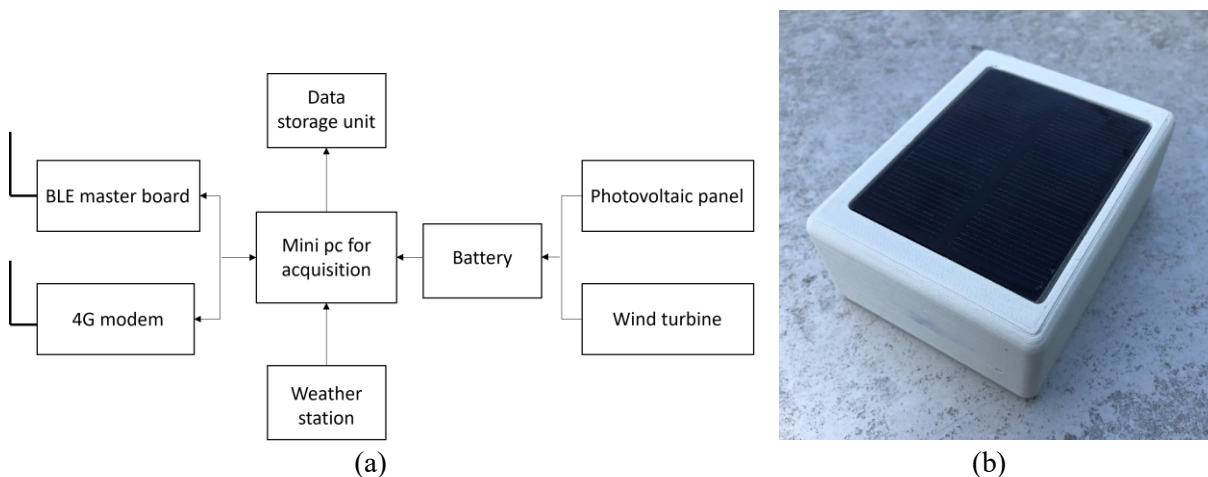 Data
storage unit
BLE master board
Photovoltaic panel
Mini pc for
acquisition
Battery
4G modem
Wind turbine
Weather
station
(a)
(b)